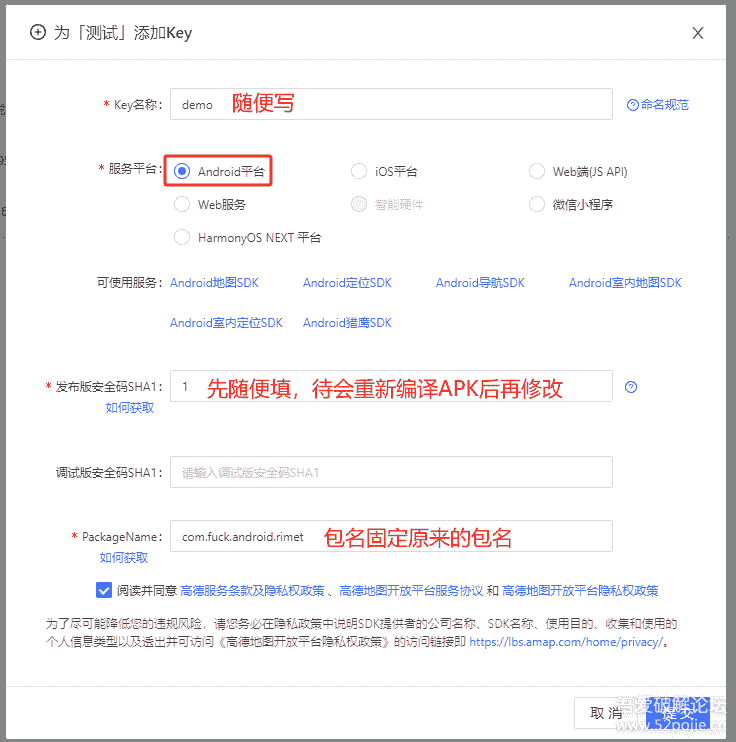 为「测试」添加Key
* Key名称: demo 随便写 命名规范
* 服务平台: Android平台 iOS平台 Web端(JS API)
Web服务 智能硬件 微信小程序
HarmonyOS NEXT 平台
可使用服务: Android地图SDK Android定位SDK Android导航SDK Android室内地图SDK
Android室内定位SDK Android猎鹰SDK
* 发布版安全码SHA1: 1 先随便填，待会重新编译APK后再修改
如何获取
调试版安全码SHA1: 请输入调试版安全码SHA1
* PackageName: com.fuck.android.rimet 包名固定原来的包名
如何获取
阅读并同意 高德服务条款及隐私权政策 、高德地图开放平台服务协议 和 高德地图开放平台隐私权政策
为了尽可能降低您的违规风险，请您务必在隐私政策中说明SDK提供者的公司名称、SDK名称、使用目的、收集和使用的
个人信息类型以及透出并可访问《高德地图开放平台隐私权政策》的访问链接即 https://lbs.amap.com/home/privacy/。
取 消 提 交
吾爱破解论坛
www.52pojie.cn